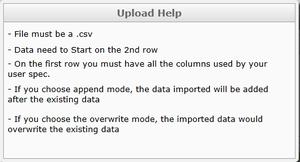 Upload Help
- File must be a .csv
- Data need to Start on the 2nd row
- On the first row you must have all the columns used by your
user spec.
- If you choose append mode, the data imported will be added
after the existing data
- If you choose the overwrite mode, the imported data would
overwrite the existing data